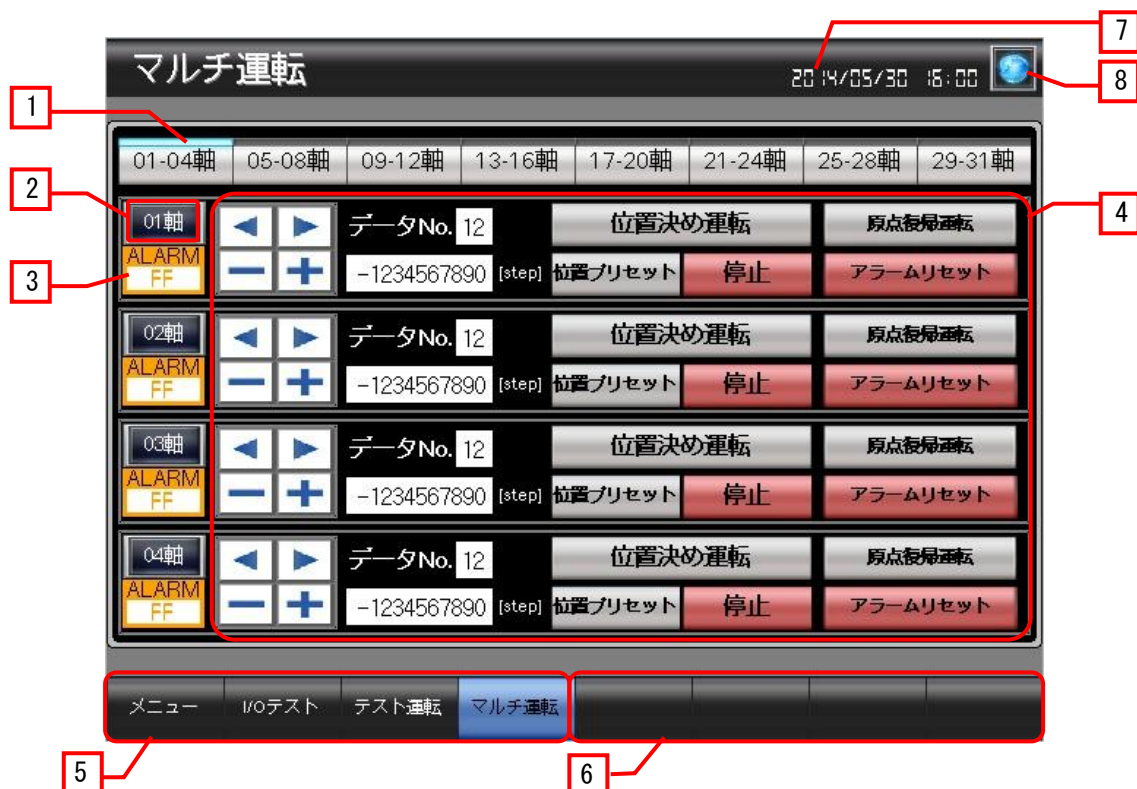 7
マルチ運転
2014/05/30 16:00
8
1
01-04軸 05-08軸 09-12軸 13-16軸 17-20軸 21-24軸 25-28軸 29-31軸
2
01軸 データNo. 12 位置決め運転 原点復帰運転
4
ALARM
3
FF -1234567890 [step] 位置プリセット 停止 アラームリセット
02軸 データNo. 12 位置決め運転 原点復帰運転
ALARM
FF -1234567890 [step] 位置プリセット 停止 アラームリセット
03軸 データNo. 12 位置決め運転 原点復帰運転
ALARM
FF -1234567890 [step] 位置プリセット 停止 アラームリセット
04軸 データNo. 12 位置決め運転 原点復帰運転
ALARM
FF -1234567890 [step] 位置プリセット 停止 アラームリセット
メニュー I/Oテスト テスト運転 マルチ運転
5 6